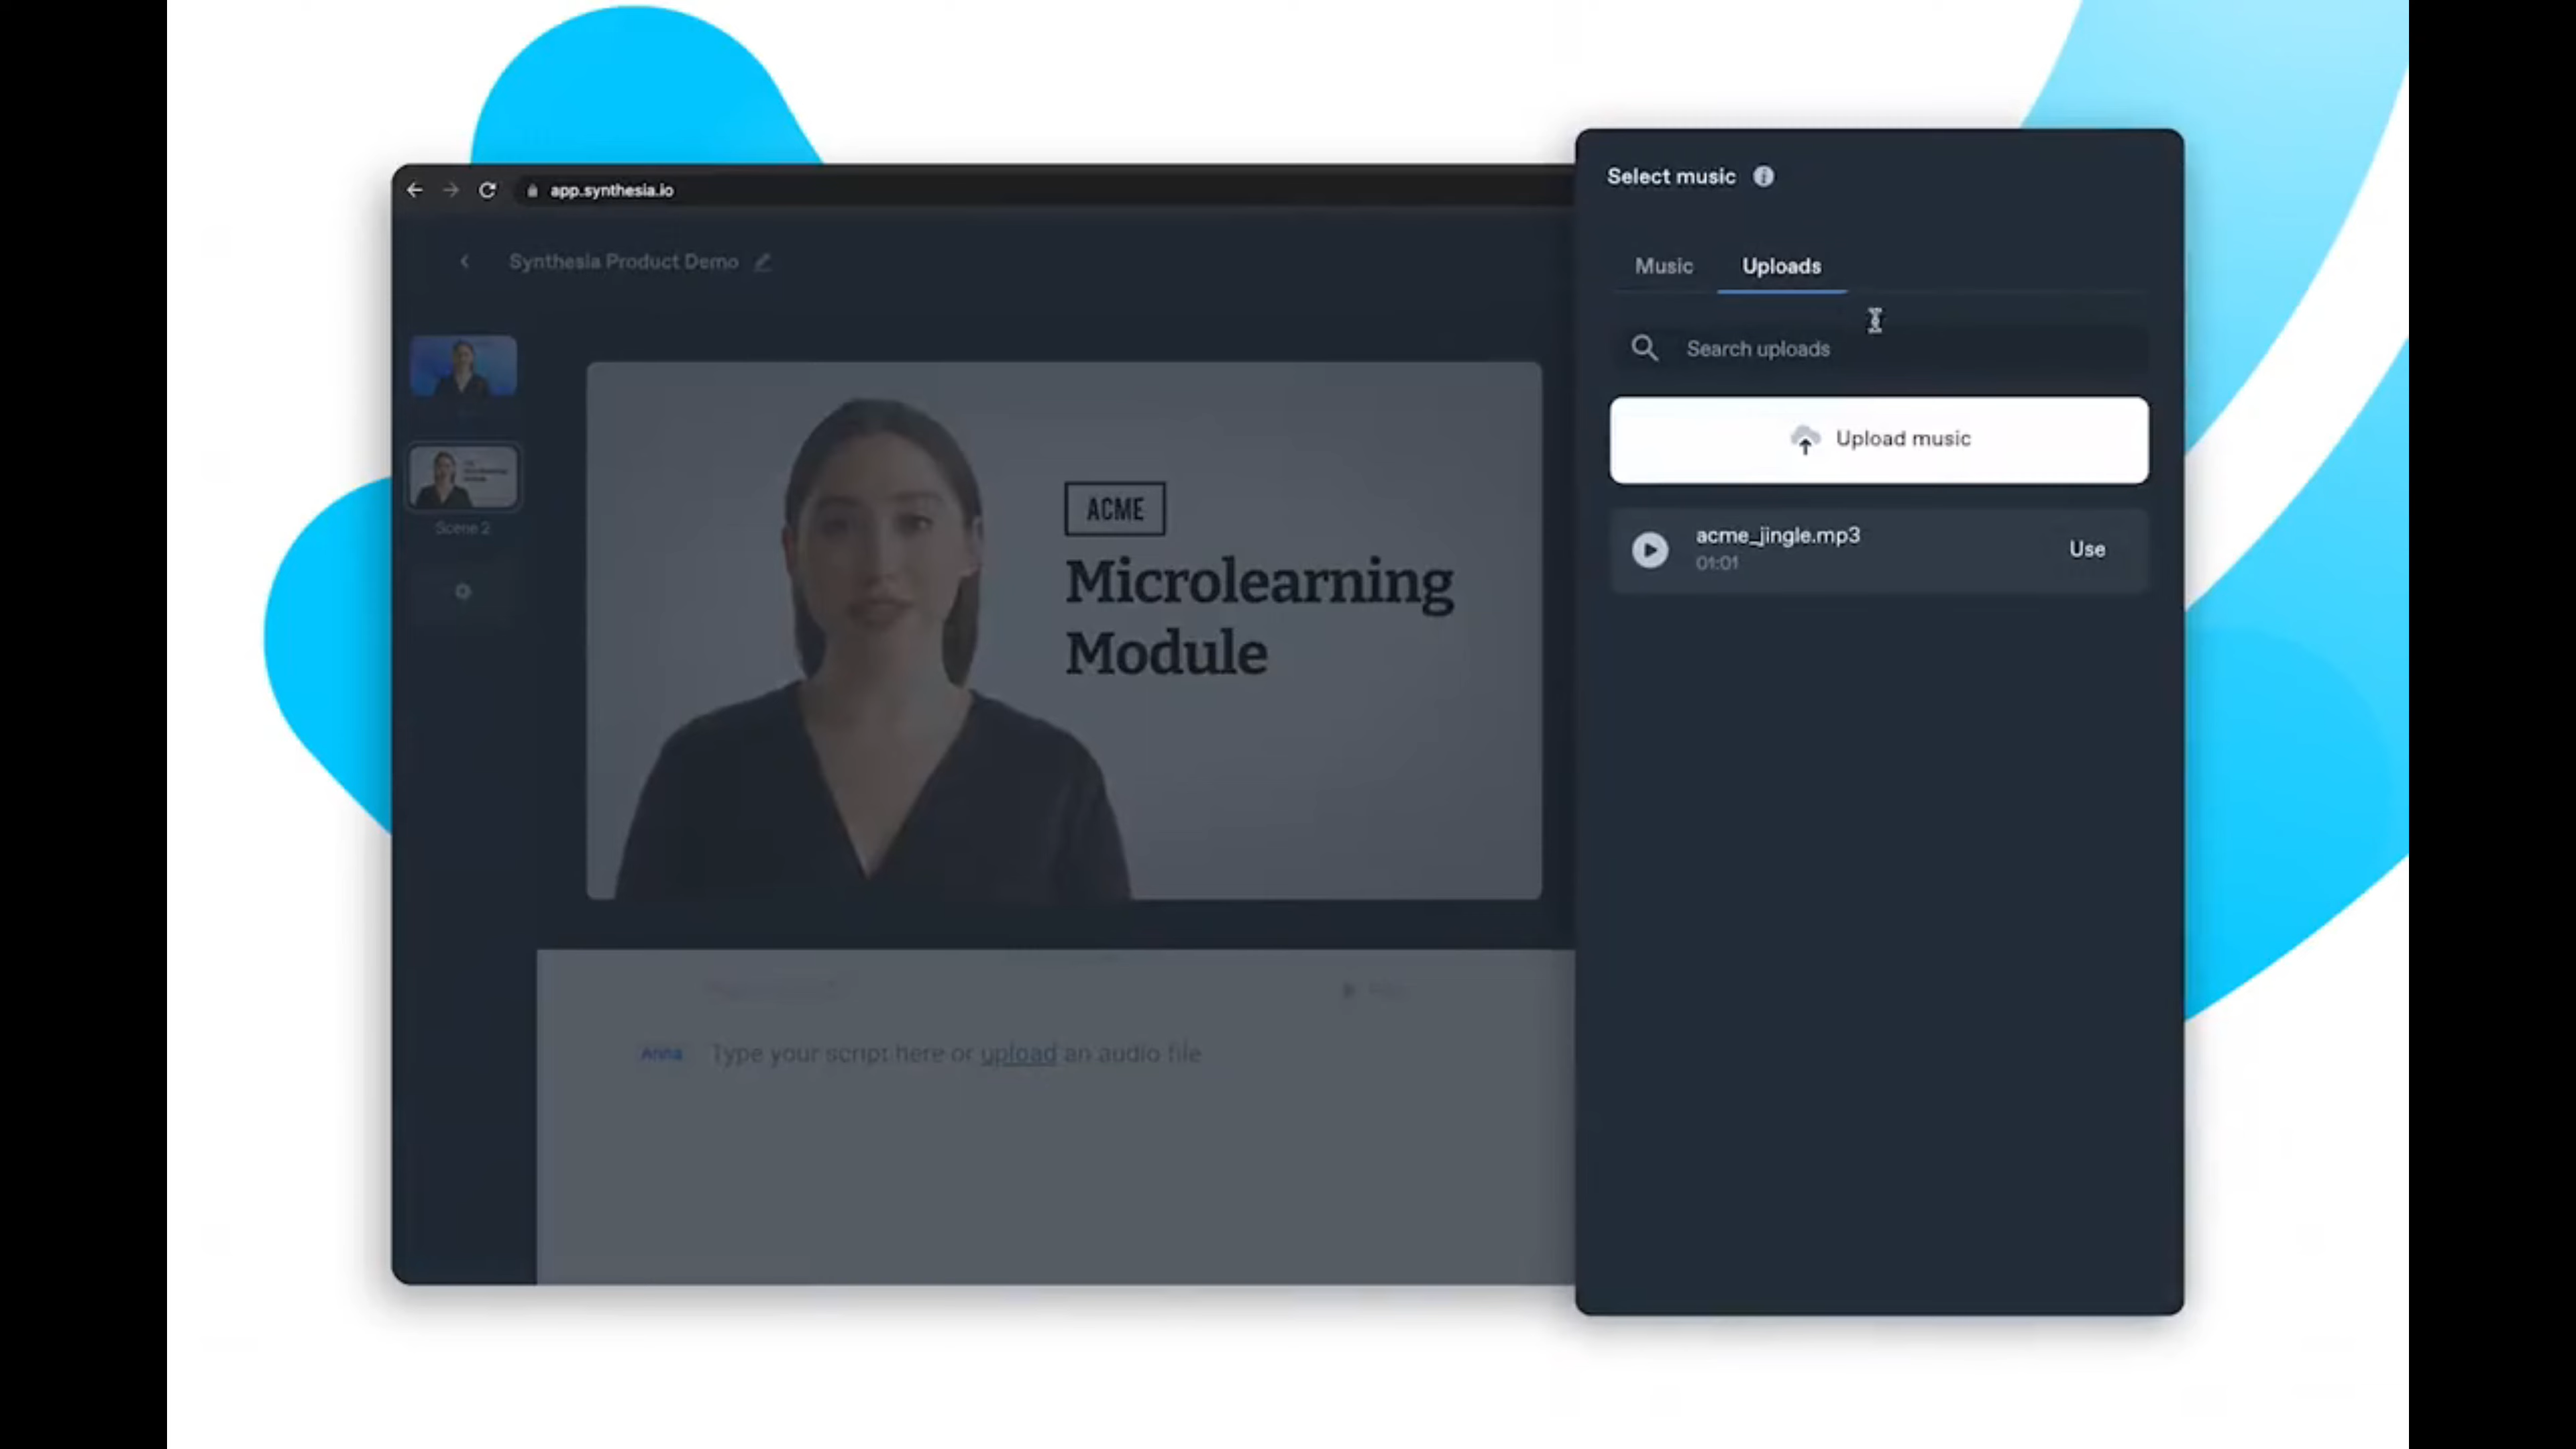 app.synthesia.io
Synthesia Product Demo
Scene 2
ACME
Microlearning
Module
Anna
Type your script here or upload an audio file
Select music
Music
Uploads
Search uploads
Upload music
acme_jingle.mp3
01:01
Use